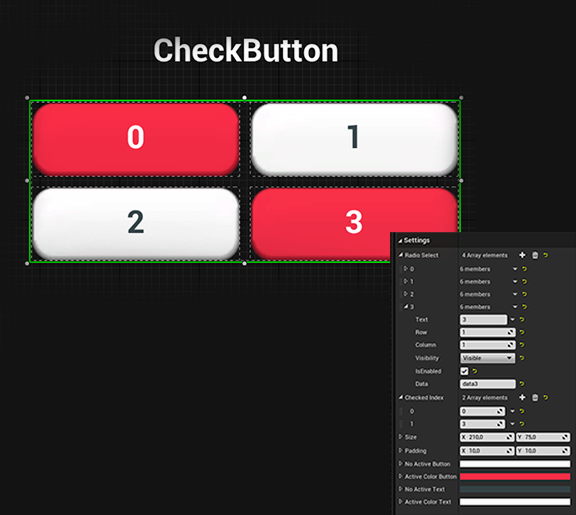 CheckButton
0
1
2
3
Settings
Radio Select 4 Array elements
0 6 members
1 6 members
2 6 members
3
Text 3
Row 1
Column 1
Visibility Visible
IsEnabled
Data data3
Checked Index 2 Array elements
0 0
1 3
Size X 210,0 Y 75,0
Padding X 10,0 Y 10,0
No Active Button
Active Color Button
No Active Text
Active Color Text